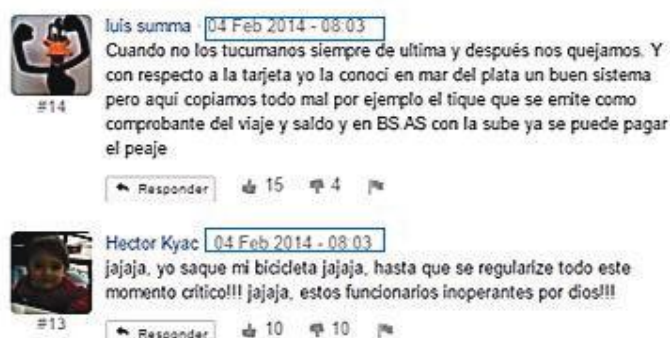 luis summa · 04 Feb 2014 - 08:03
Cuando no los tucumanos siempre de ultima y después nos quejamos. Y
con respecto a la tarjeta yo la conoci en mar del plata un buen sistema
pero aqui copiamos todo mal por ejemplo el tique que se emite como
comprobante del viaje y saldo y en BS.AS con la sube ya se puede pagar
el peaje
#14
Responder 15 4
Hector Kyac 04 Feb 2014 - 08:03
jajaja, yo saque mi bicicleta jajaja, hasta que se regularize todo este
momento crítico!!! jajaja, estos funcionarios inoperantes por dios!!!
#13
Responder 10 10